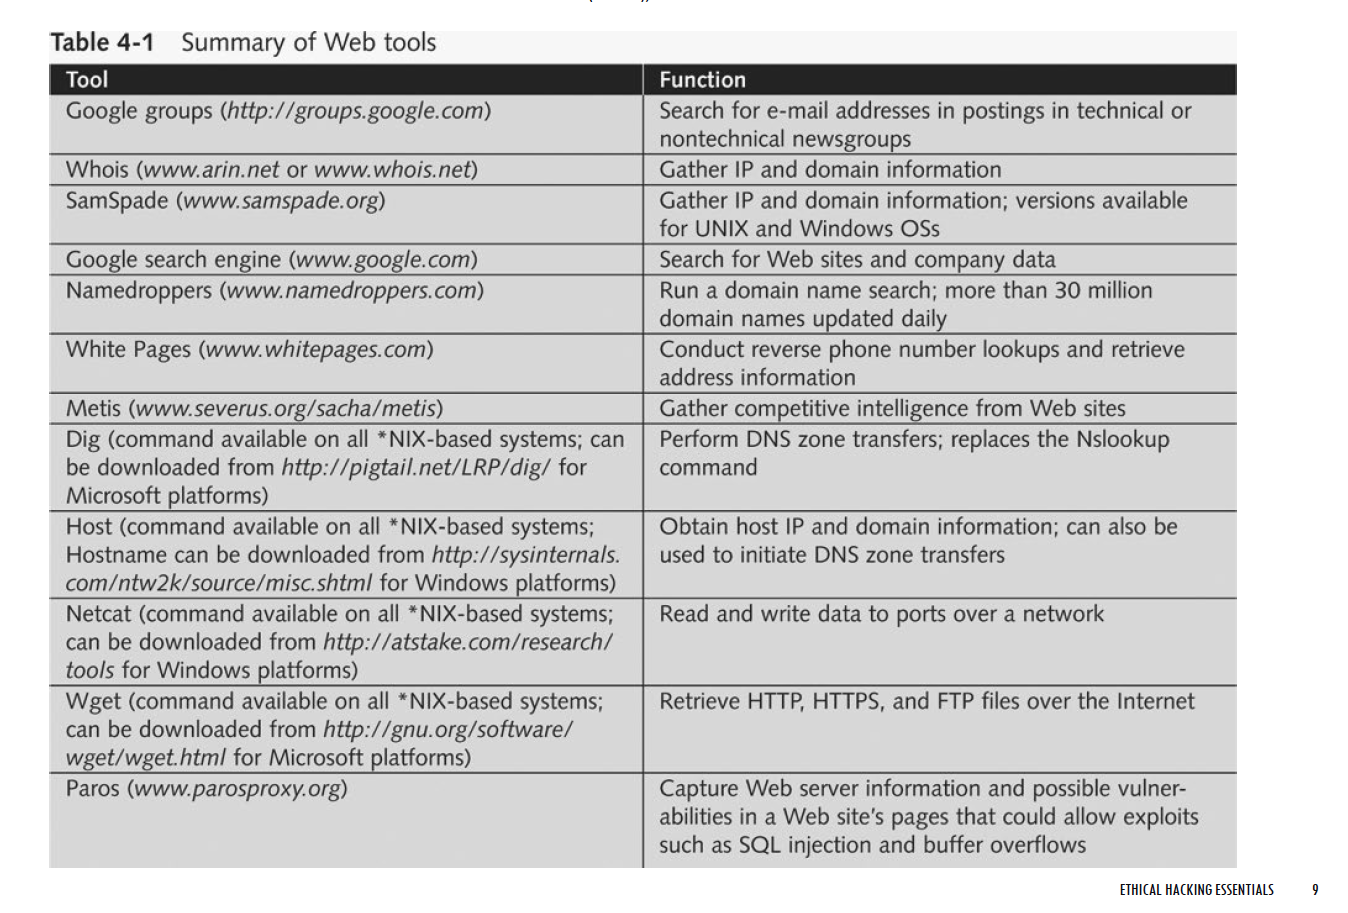 Table 4-1 Summary of Web tools
Tool Function
Google groups (http://groups.google.com) Search for e-mail addresses in postings in technical or
nontechnical newsgroups
Whois (www.arin.net or www.whois.net) Gather IP and domain information
SamSpade (www.samspade.org) Gather IP and domain information; versions available
for UNIX and Windows OSs
Google search engine (www.google.com) Search for Web sites and company data
Namedroppers (www.namedroppers.com) Run a domain name search; more than 30 million
domain names updated daily
White Pages (www.whitepages.com) Conduct reverse phone number lookups and retrieve
address information
Metis (www.severus.org/sacha/metis) Gather competitive intelligence from Web sites
Dig (command available on all *NIX-based systems; can
be downloaded from http://pigtail.net/LRP/dig/ for
Microsoft platforms)
Perform DNS zone transfers; replaces the Nslookup
command
Host (command available on all *NIX-based systems;
Hostname can be downloaded from http://sysinternals.
com/ntw2k/source/misc.shtml for Windows platforms)
Obtain host IP and domain information; can also be
used to initiate DNS zone transfers
Netcat (command available on all *NIX-based systems;
can be downloaded from http://atstake.com/research/
tools for Windows platforms)
Read and write data to ports over a network
Wget (command available on all *NIX-based systems;
can be downloaded from http://gnu.org/software/
wget/wget.html for Microsoft platforms)
Retrieve HTTP, HTTPS, and FTP files over the Internet
Paros (www.parosproxy.org) Capture Web server information and possible vulner-
abilities in a Web site's pages that could allow exploits
such as SQL injection and buffer overflows
ETHICAL HACKING ESSENTIALS 9